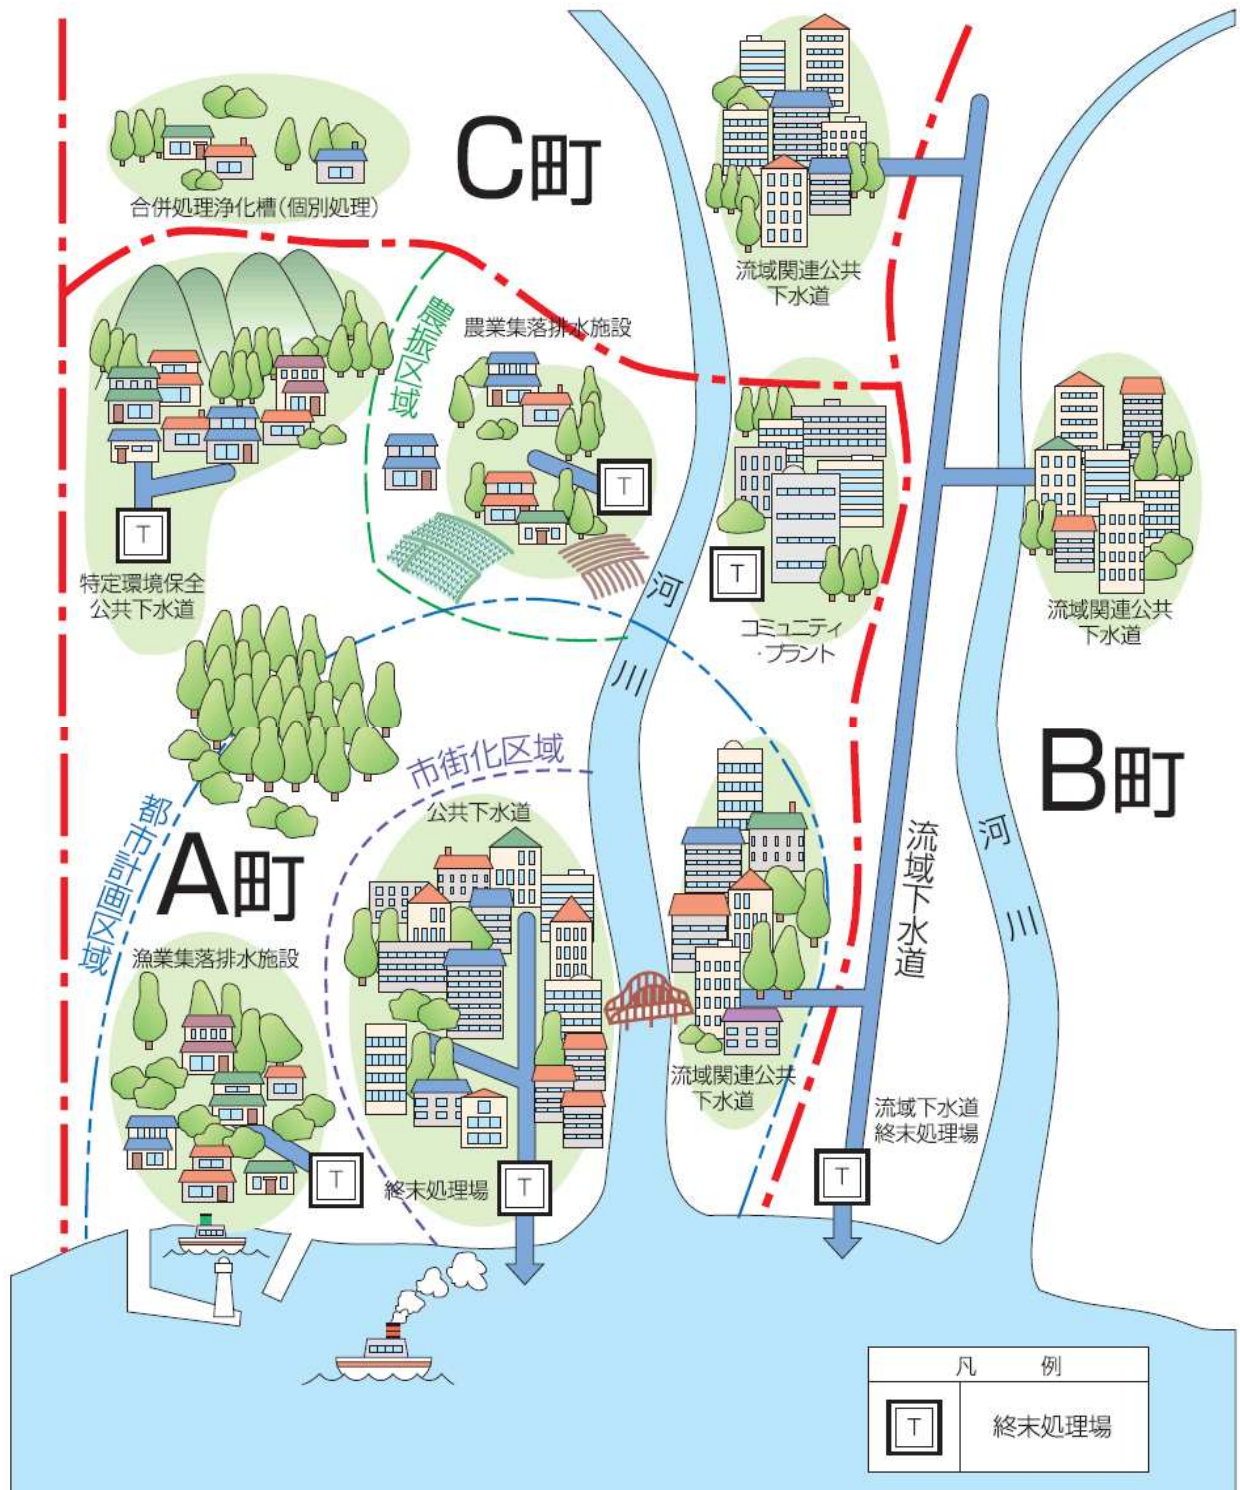 C町
合併処理浄化槽(個別処理)
流域関連公共
下水道
農振区域
農業集落排水施設
T
T
特定環境保全
公共下水道
T
コミュニティ
・プラント
流域関連公共
下水道
河川
市街化区域
公共下水道
B町
都市計画区域
A町
流域下水道
河川
漁業集落排水施設
流域関連公共
下水道
流域下水道
終末処理場
T
終末処理場
T
T
凡例
T
終末処理場